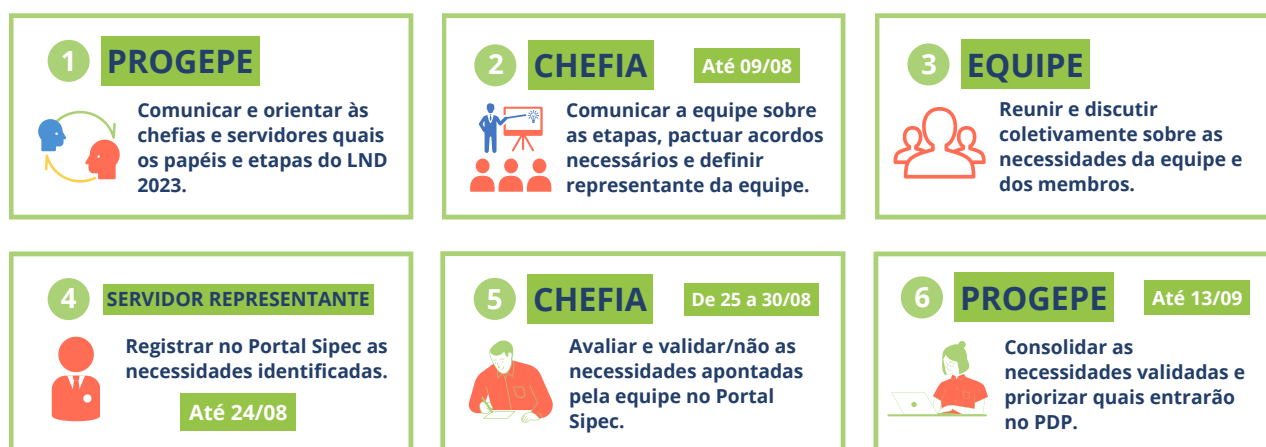 1 PROGEPE
Comunicar e orientar às
chefias e servidores quais
os papéis e etapas do LND
2023.
2 CHEFIA Até 09/08
Comunicar a equipe sobre
as etapas, pactuar acordos
necessários e definir
representante da equipe.
3 EQUIPE
Reunir e discutir
coletivamente sobre as
necessidades da equipe e
dos membros.
4 SERVIDOR REPRESENTANTE
Registrar no Portal Sipec as
necessidades identificadas.
Até 24/08
5 CHEFIA De 25 a 30/08
Avaliar e validar/não as
necessidades apontadas
pela equipe no Portal
Sipec.
6 PROGEPE Até 13/09
Consolidar as
necessidades validadas e
priorizar quais entrarão
no PDP.